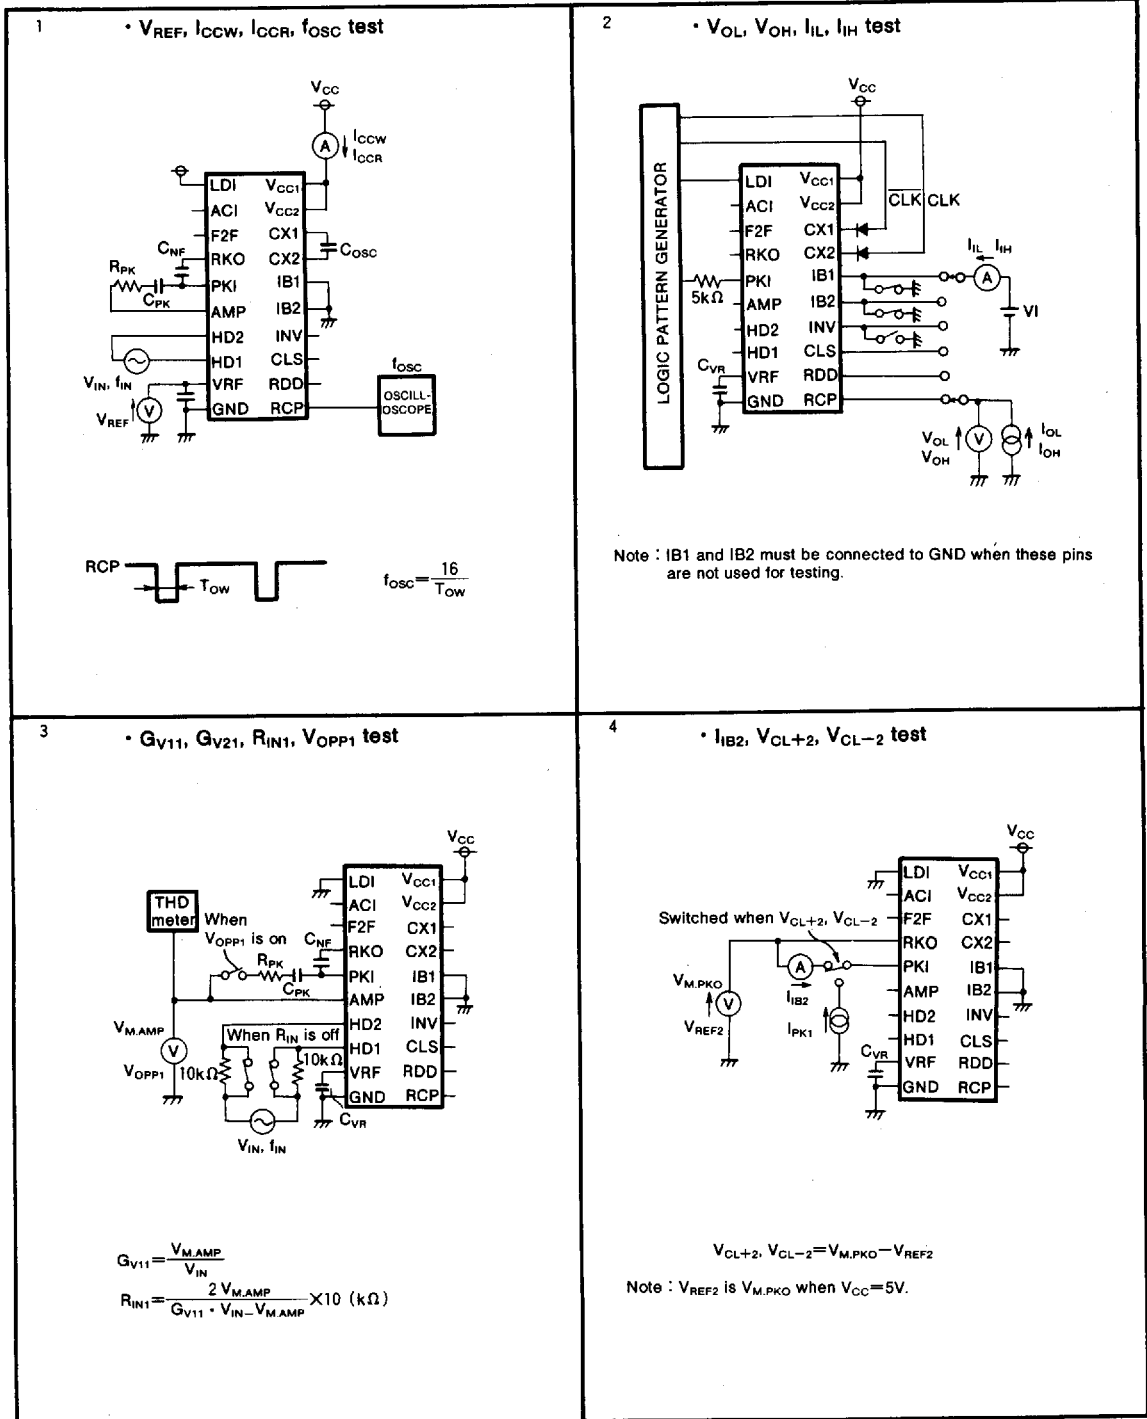 1
• VREF, ICCW, ICCR, fOSC test
VCC
A
ICCW
ICCR
LDI
ACI
F2F
RKO
PKI
AMP
HD2
HD1
VRF
GND
VCC1
VCC2
CX1
CX2
IB1
IB2
INV
CLS
RDD
RCP
COSC
CNF
RPK
CPK
VIN, fIN
V
VREF
fOSC
OSCILL-
OSCOPE
RCP
TOW
fOSC=16/TOW
2
• VOL, VOH, IIL, IIH test
VCC
LOGIC PATTERN GENERATOR
LDI
ACI
F2F
RKO
PKI
AMP
HD2
HD1
VRF
GND
VCC1
VCC2
CX1
CX2
IB1
IB2
INV
CLS
RDD
RCP
C̅L̅K̅ CLK
IIL IIH
A
VI
5kΩ
CVR
VOL
VOH
V
IOL
IOH
Note : IB1 and IB2 must be connected to GND when these pins
are not used for testing.
3
• GV11, GV21, RIN1, VOPP1 test
VCC
THD
meter
When
VOPP1 is on
RPK
CPK
CNF
LDI
ACI
F2F
RKO
PKI
AMP
HD2
HD1
VRF
GND
VCC1
VCC2
CX1
CX2
IB1
IB2
INV
CLS
RDD
RCP
VM.AMP
V
VOPP1
When RIN is off
10kΩ
10kΩ
CVR
VIN, fIN
GV11=VM.AMP/VIN
RIN1=2 VM.AMP/GV11 · VIN−VM.AMP ×10 (kΩ)
4
• IIB2, VCL+2, VCL−2 test
VCC
Switched when VCL+2, VCL−2
LDI
ACI
F2F
RKO
PKI
AMP
HD2
HD1
VRF
GND
VCC1
VCC2
CX1
CX2
IB1
IB2
INV
CLS
RDD
RCP
A
IIB2
VM.PKO
V
VREF2
IPK1
CVR
VCL+2, VCL−2=VM.PKO−VREF2
Note : VREF2 is VM.PKO when VCC=5V.